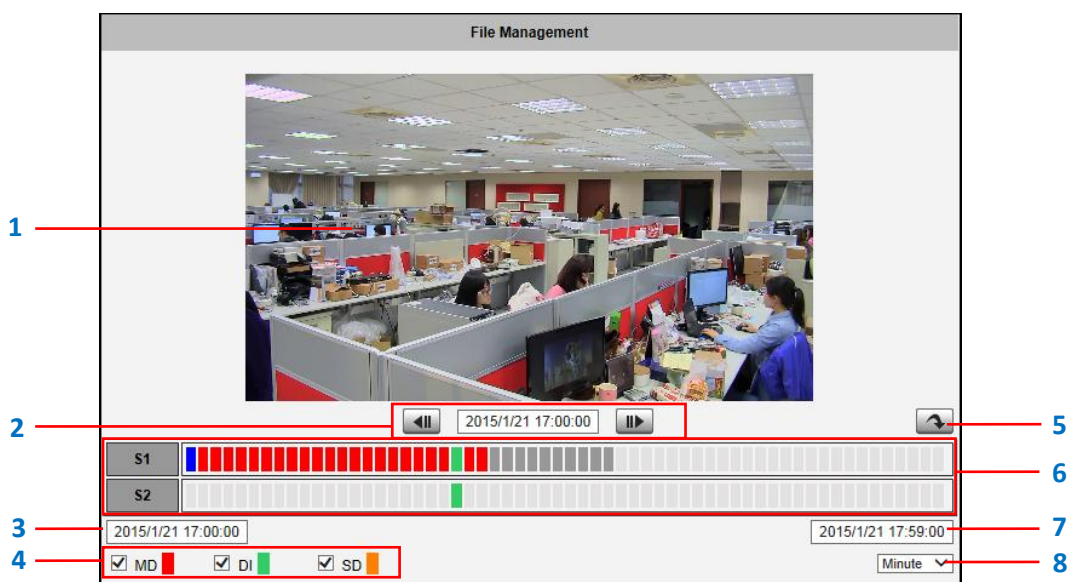 File Management
1
2
2015/1/21 17:00:00
5
S1
6
S2
3
2015/1/21 17:00:00
2015/1/21 17:59:00
7
4
MD
DI
SD
Minute
8